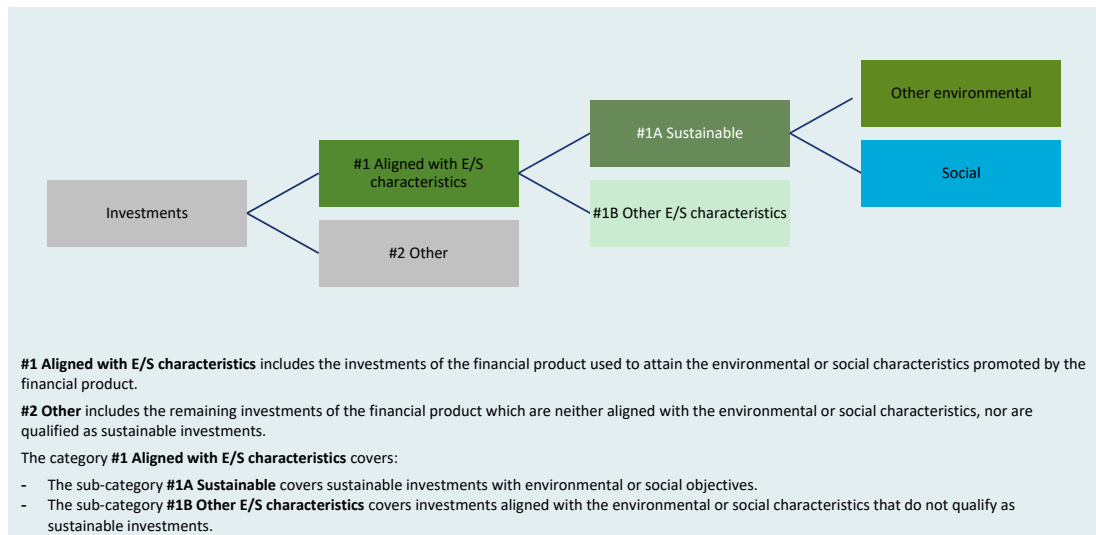 Other environmental
#1A Sustainable
#1 Aligned with E/S
characteristics
Social
Investments
#1B Other E/S characteristics
#2 Other
#1 Aligned with E/S characteristics includes the investments of the financial product used to attain the environmental or social characteristics promoted by the
financial product.
#2 Other includes the remaining investments of the financial product which are neither aligned with the environmental or social characteristics, nor are
qualified as sustainable investments.
The category #1 Aligned with E/S characteristics covers:
- The sub-category #1A Sustainable covers sustainable investments with environmental or social objectives.
- The sub-category #1B Other E/S characteristics covers investments aligned with the environmental or social characteristics that do not qualify as
sustainable investments.